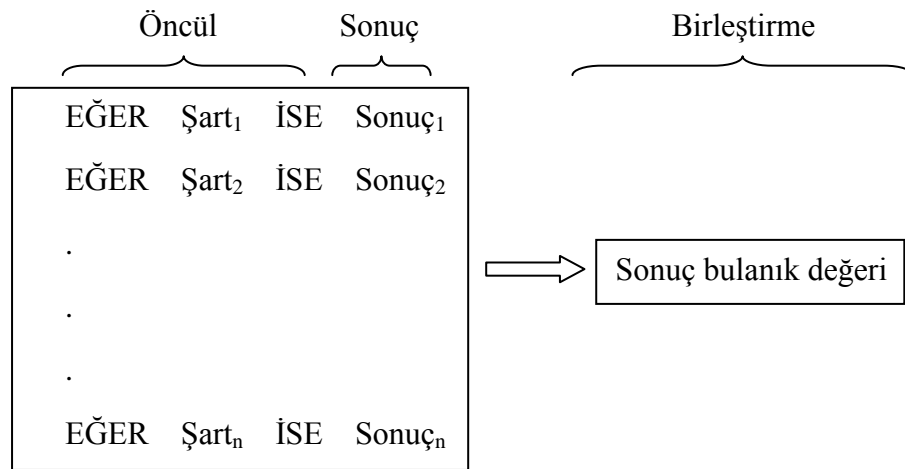 Öncül Sonuç Birleştirme
EĞER Şart₁ İSE Sonuç₁
EĞER Şart₂ İSE Sonuç₂
.
Sonuç bulanık değeri
.
.
EĞER Şartₙ İSE Sonuçₙ